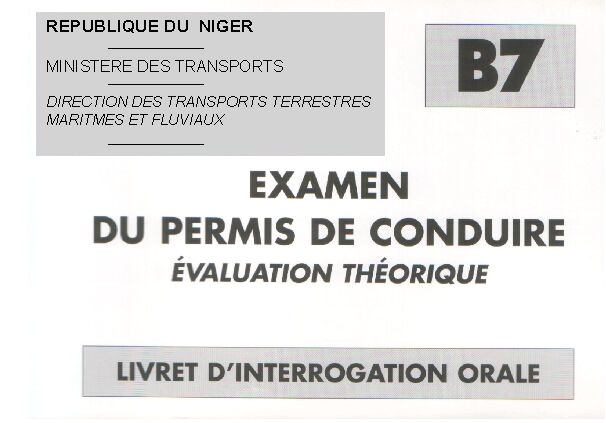 REPUBLIQUE DU NIGER
MINISTERE DES TRANSPORTS
DIRECTION DES TRANSPORTS TERRESTRES
MARITMES ET FLUVIAUX
B7
EXAMEN
DU PERMIS DE CONDUIRE
ÉVALUATION THÉORIQUE
LIVRET D'INTERROGATION ORALE